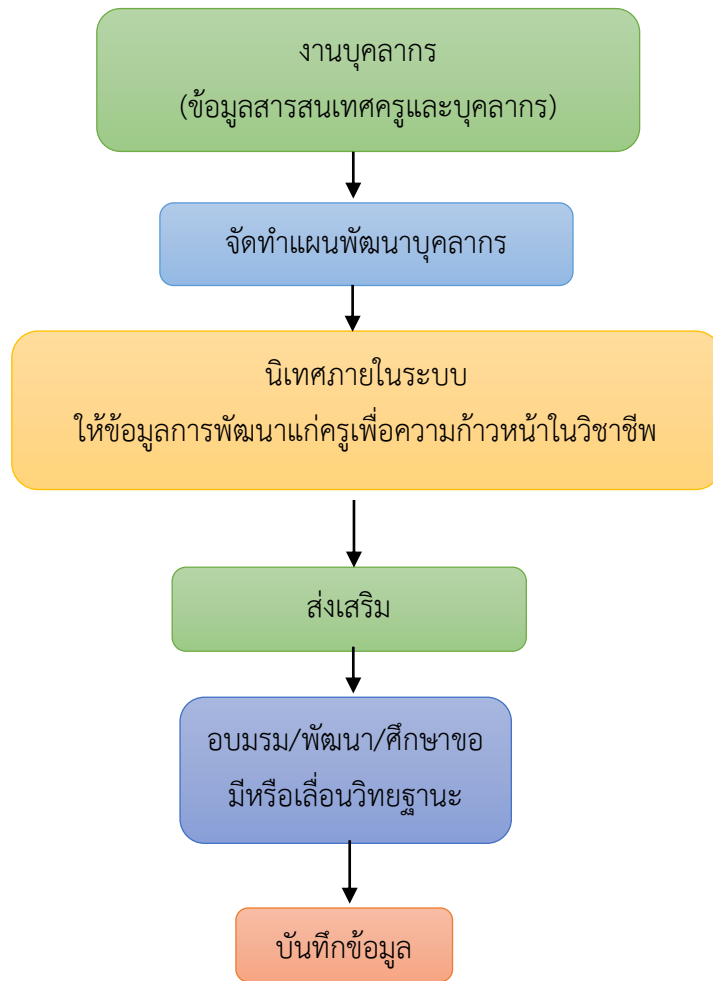 งานบุคลากร
(ข้อมูลสารสนเทศครูและบุคลากร)
จัดทำแผนพัฒนาบุคลากร
นิเทศภายในระบบ
ให้ข้อมูลการพัฒนาแก่ครูเพื่อความก้าวหน้าในวิชาชีพ
ส่งเสริม
อบมรม/พัฒนา/ศึกษาขอ
มีหรือเลื่อนวิทยฐานะ
บันทึกข้อมูล